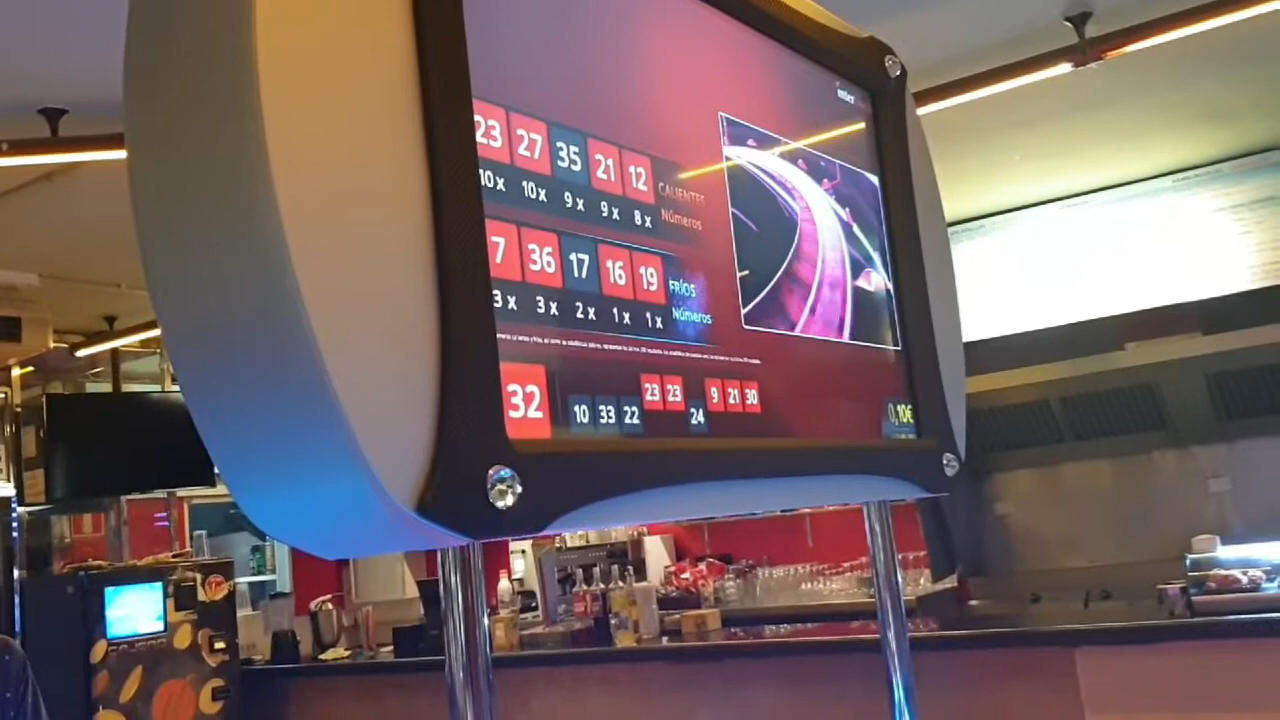 inter
23 27 35 21 12 CALIENTES
10x 10x 9x 9x 8x Números
7 36 17 16 19 FRÍOS
3x 3x 2x 1x 1x Números
32 10 33 22 23 23 24 9 21 30
0,10€